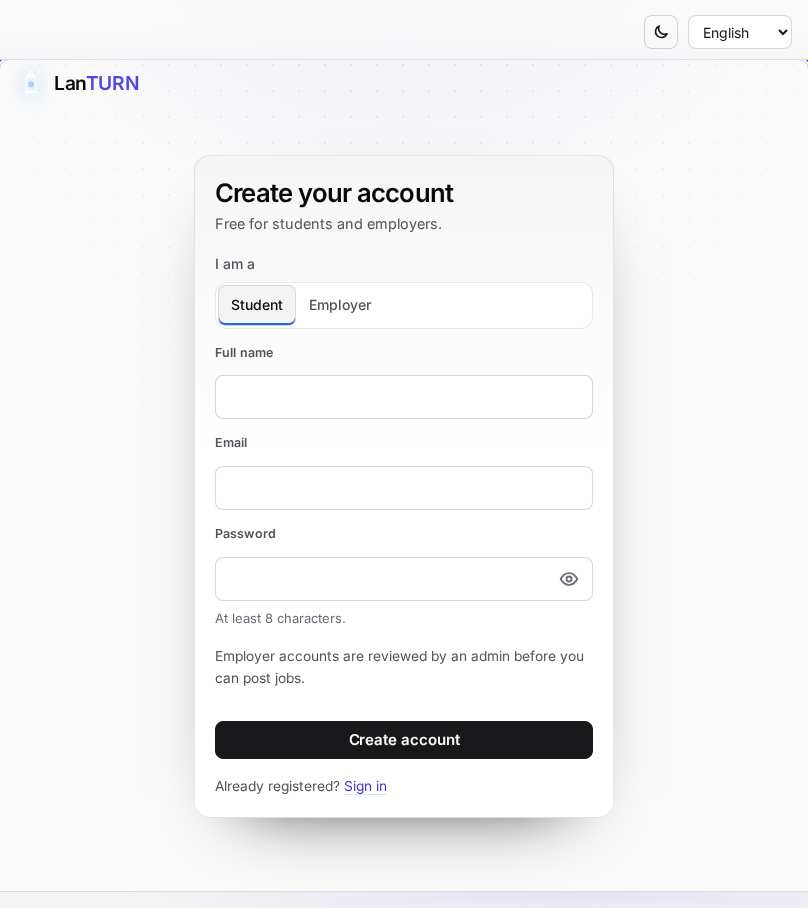 English
LanTURN
Create your account
Free for students and employers.
I am a
Student Employer
Full name
Email
Password
At least 8 characters.
Employer accounts are reviewed by an admin before you
can post jobs.
Create account
Already registered? Sign in